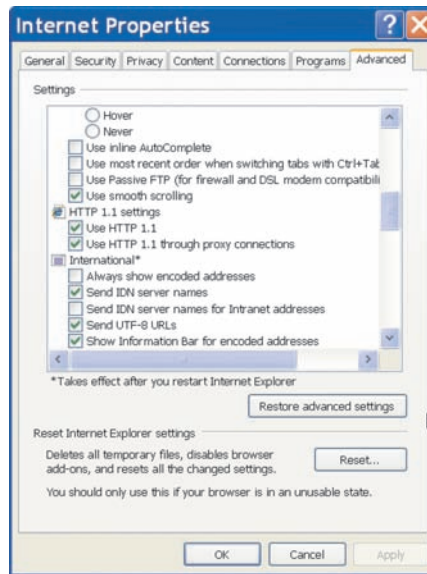 Internet Properties
General Security Privacy Content Connections Programs Advanced
Settings
Hover
Never
Use inline AutoComplete
Use most recent order when switching tabs with Ctrl+Tab
Use Passive FTP (for firewall and DSL modem compatibili
Use smooth scrolling
HTTP 1.1 settings
Use HTTP 1.1
Use HTTP 1.1 through proxy connections
International*
Always show encoded addresses
Send IDN server names
Send IDN server names for Intranet addresses
Send UTF-8 URLs
Show Information Bar for encoded addresses
*Takes effect after you restart Internet Explorer
Restore advanced settings
Reset Internet Explorer settings
Deletes all temporary files, disables browser
add-ons, and resets all the changed settings.
Reset...
You should only use this if your browser is in an unusable state.
OK Cancel Apply